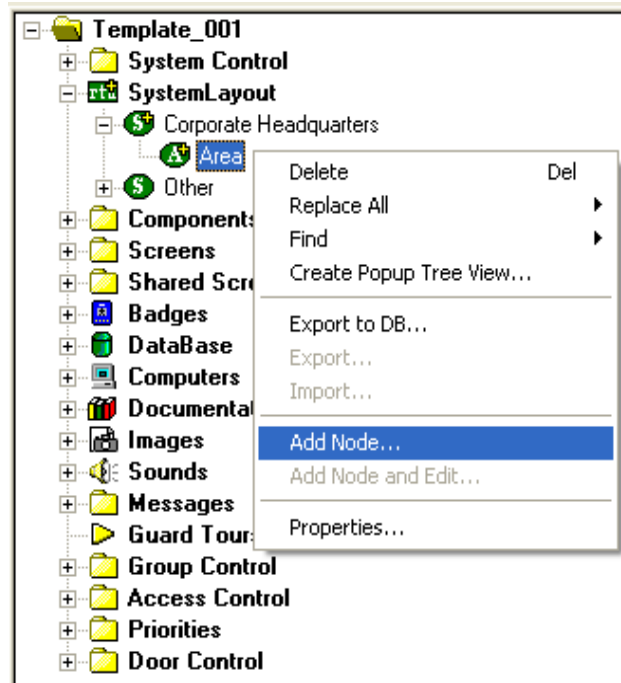 Template_001
System Control
rtu SystemLayout
S Corporate Headquarters
A Area
S Other
Components
Screens
Shared Scre
Badges
DataBase
Computers
Documentat
Images
Sounds
Messages
Guard Tour
Group Control
Access Control
Priorities
Door Control
Delete Del
Replace All
Find
Create Popup Tree View...
Export to DB...
Export...
Import...
Add Node...
Add Node and Edit...
Properties...